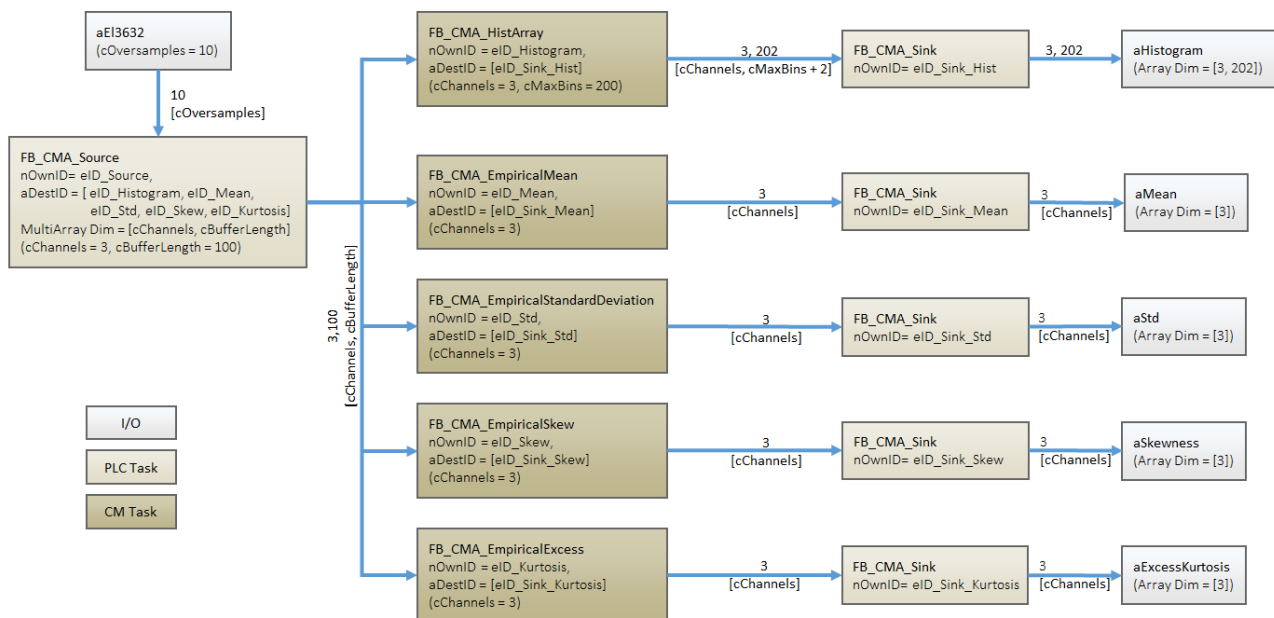 aEl3632
(cOversamples = 10)
10
[cOversamples]
FB_CMA_Source
nOwnID= eID_Source,
aDestID = [ eID_Histogram, eID_Mean,
eID_Std, eID_Skew, eID_Kurtosis]
MultiArray Dim = [cChannels, cBufferLength]
(cChannels = 3, cBufferLength = 100)
3,100
[cChannels, cBufferLength]
FB_CMA_HistArray
nOwnID = eID_Histogram,
aDestID = [eID_Sink_Hist]
(cChannels = 3, cMaxBins = 200)
3, 202
[cChannels, cMaxBins + 2]
FB_CMA_Sink
nOwnID= eID_Sink_Hist
3, 202
aHistogram
(Array Dim = [3, 202])
FB_CMA_EmpiricalMean
nOwnID = eID_Mean,
aDestID = [eID_Sink_Mean]
(cChannels = 3)
3
[cChannels]
FB_CMA_Sink
nOwnID= eID_Sink_Mean
3
[cChannels]
aMean
(Array Dim = [3])
FB_CMA_EmpiricalStandardDeviation
nOwnID = eID_Std,
aDestID = [eID_Sink_Std]
(cChannels = 3)
3
[cChannels]
FB_CMA_Sink
nOwnID= eID_Sink_Std
3
[cChannels]
aStd
(Array Dim = [3])
FB_CMA_EmpiricalSkew
nOwnID = eID_Skew,
aDestID = [eID_Sink_Skew]
(cChannels = 3)
3
[cChannels]
FB_CMA_Sink
nOwnID= eID_Sink_Skew
3
[cChannels]
aSkewness
(Array Dim = [3])
FB_CMA_EmpiricalExcess
nOwnID = eID_Kurtosis,
aDestID = [eID_Sink_Kurtosis]
(cChannels = 3)
3
[cChannels]
FB_CMA_Sink
nOwnID= eID_Sink_Kurtosis
3
[cChannels]
aExcessKurtosis
(Array Dim = [3])
I/O
PLC Task
CM Task